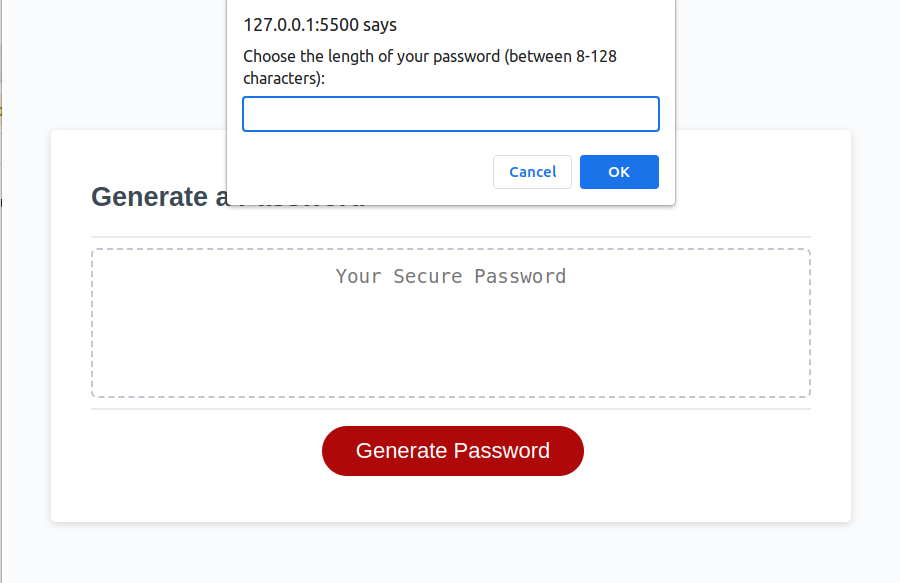 127.0.0.1:5500 says
Choose the length of your password (between 8-128
characters):
Cancel
OK
Generate a
Your Secure Password
Generate Password